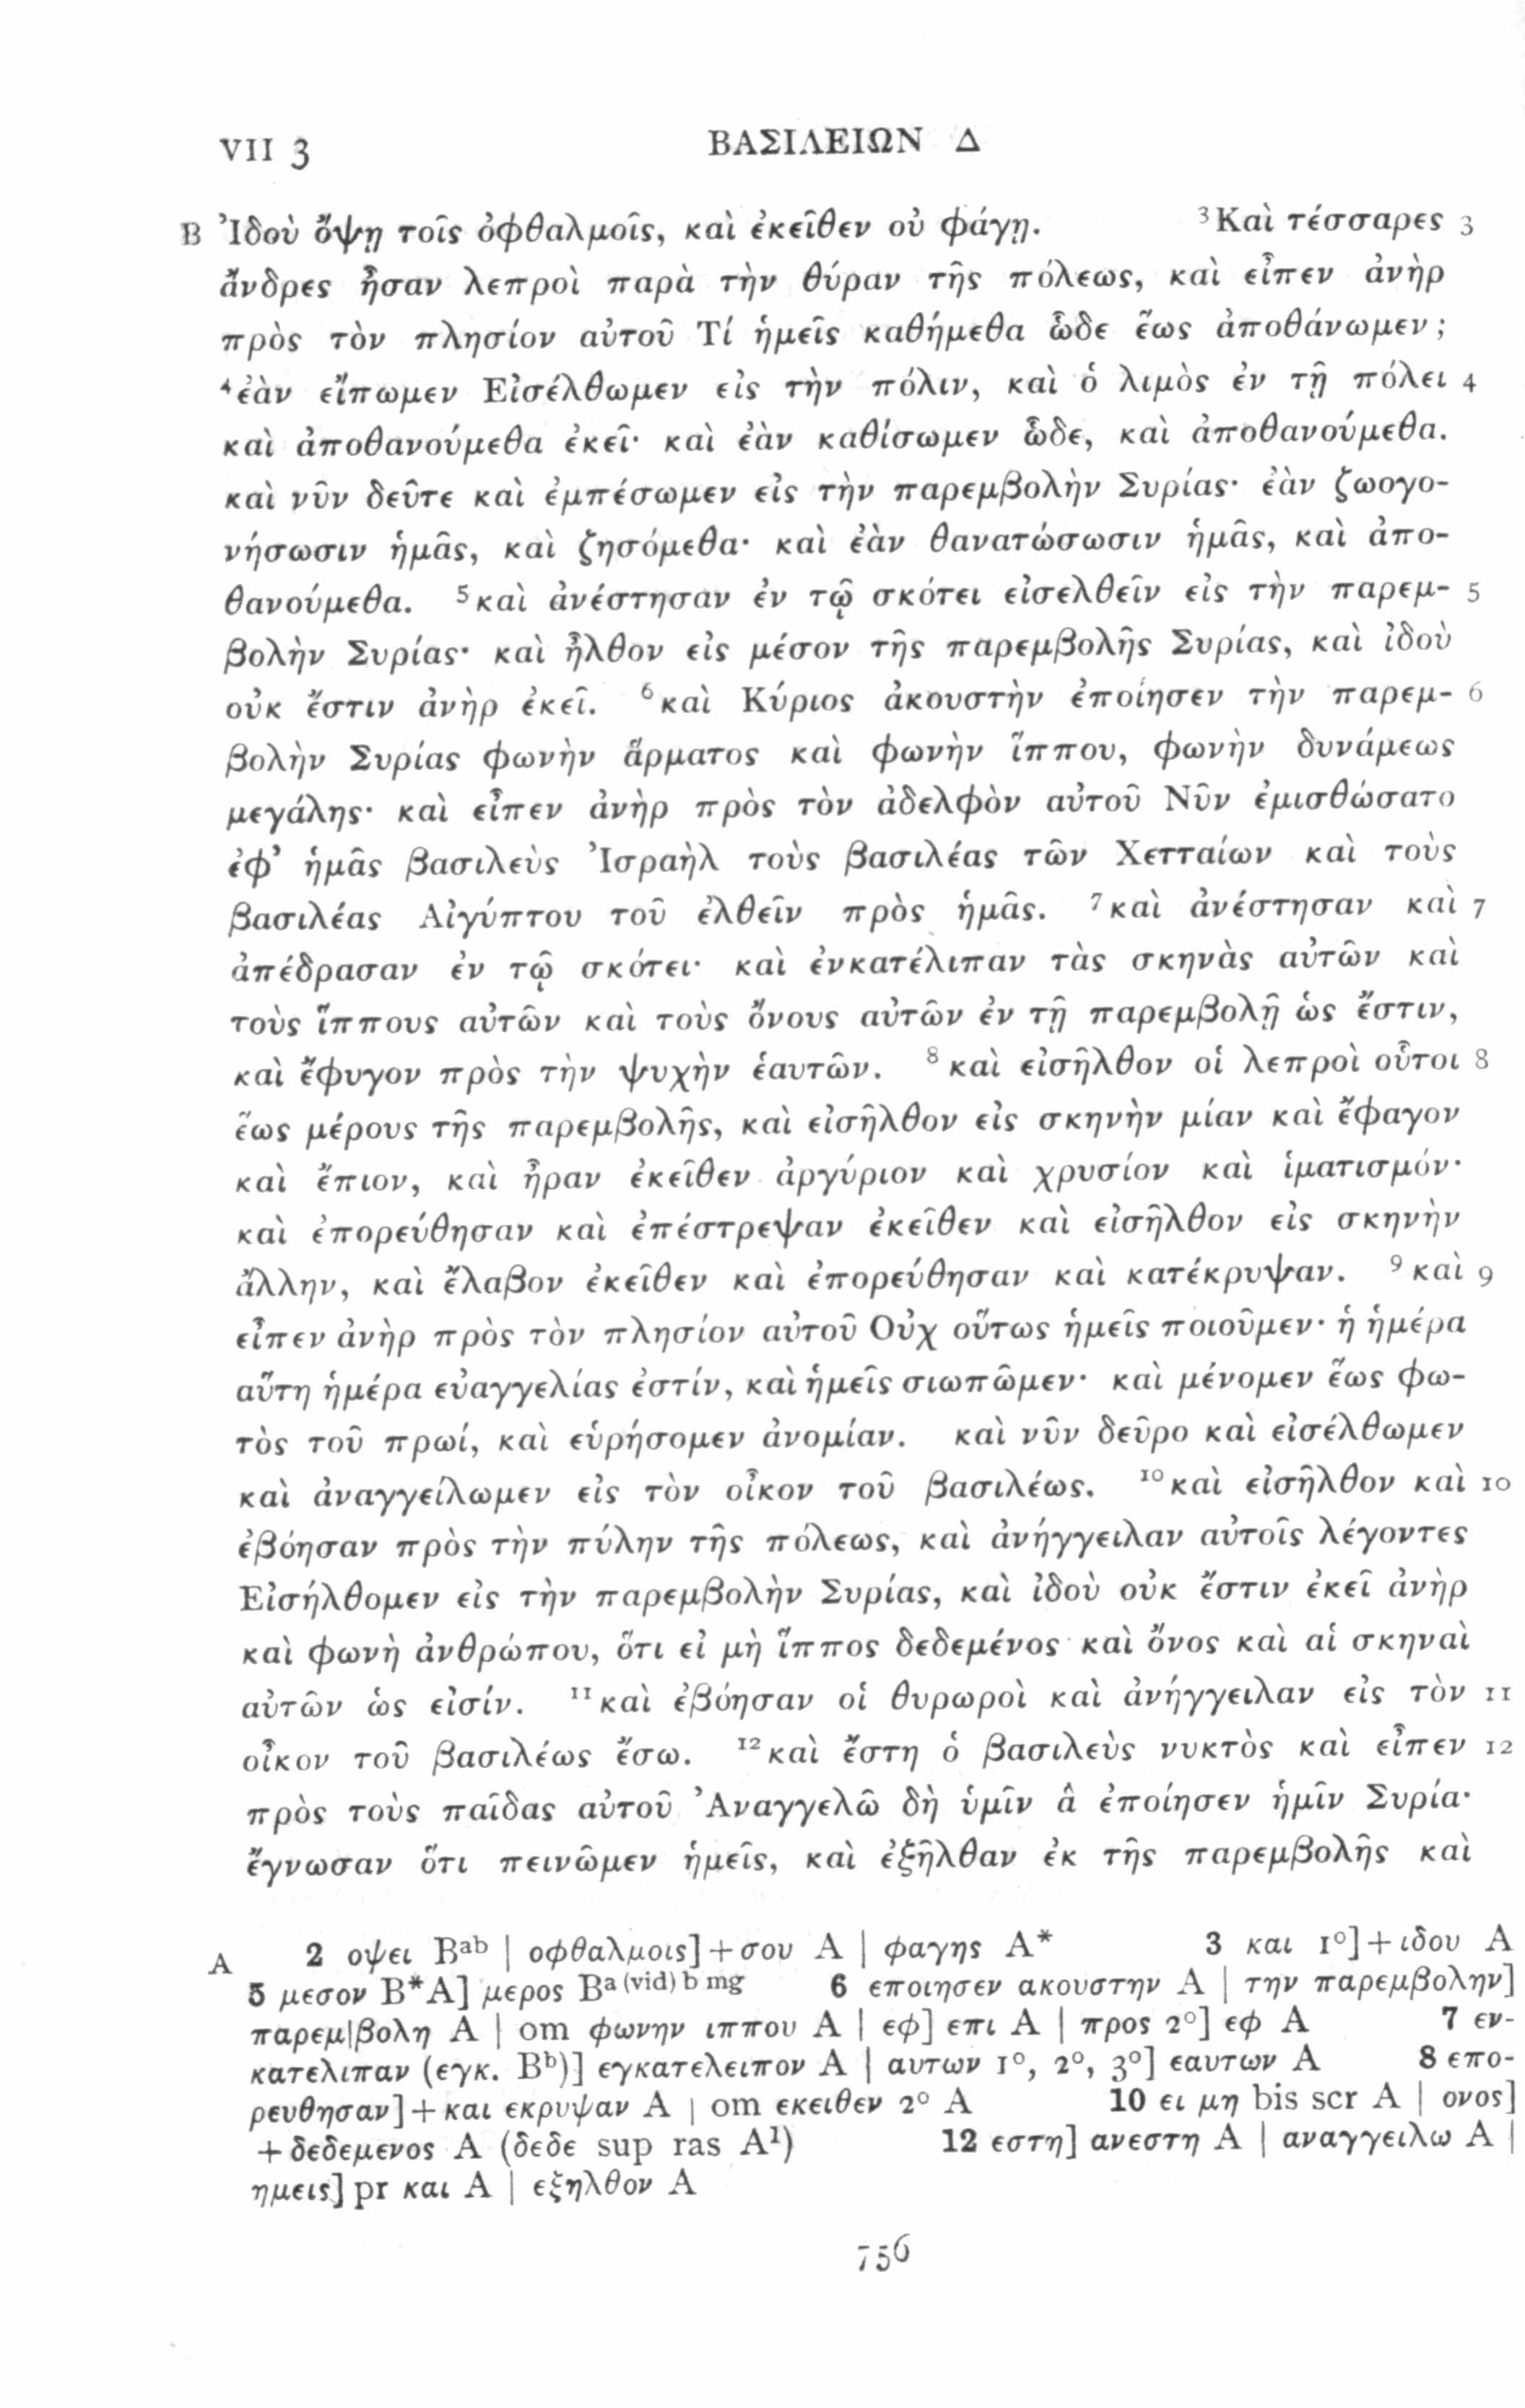 VII 3 ΒΑΣΙΛΕΙΩΝ Δ
B Ἰδοὺ ὄψῃ τοῖς ὀφθαλμοῖς, καὶ ἐκεῖθεν οὐ φάγῃ. ³Καὶ τέσσαρες 3
ἄνδρες ἦσαν λεπροὶ παρὰ τὴν θύραν τῆς πόλεως, καὶ εἶπεν ἀνὴρ
πρὸς τὸν πλησίον αὐτοῦ Τί ἡμεῖς καθήμεθα ὧδε ἕως ἀποθάνωμεν;
⁴ἐὰν εἴπωμεν Εἰσέλθωμεν εἰς τὴν πόλιν, καὶ ὁ λιμὸς ἐν τῇ πόλει 4
καὶ ἀποθανούμεθα ἐκεῖ· καὶ ἐὰν καθίσωμεν ὧδε, καὶ ἀποθανούμεθα.
καὶ νῦν δεῦτε καὶ ἐμπέσωμεν εἰς τὴν παρεμβολὴν Συρίας· ἐὰν ζωογο-
νήσωσιν ἡμᾶς, καὶ ζησόμεθα· καὶ ἐὰν θανατώσωσιν ἡμᾶς, καὶ ἀπο-
θανούμεθα. ⁵καὶ ἀνέστησαν ἐν τῷ σκότει εἰσελθεῖν εἰς τὴν παρεμ- 5
βολὴν Συρίας· καὶ ἦλθον εἰς μέσον τῆς παρεμβολῆς Συρίας, καὶ ἰδοὺ
οὐκ ἔστιν ἀνὴρ ἐκεῖ. ⁶καὶ Κύριος ἀκουστὴν ἐποίησεν τὴν παρεμ- 6
βολὴν Συρίας φωνὴν ἅρματος καὶ φωνὴν ἵππου, φωνὴν δυνάμεως
μεγάλης· καὶ εἶπεν ἀνὴρ πρὸς τὸν ἀδελφὸν αὐτοῦ Νῦν ἐμισθώσατο
ἐφ᾽ ἡμᾶς βασιλεὺς Ἰσραὴλ τοὺς βασιλέας τῶν Χετταίων καὶ τοὺς
βασιλέας Αἰγύπτου τοῦ ἐλθεῖν πρὸς ἡμᾶς. ⁷καὶ ἀνέστησαν καὶ 7
ἀπέδρασαν ἐν τῷ σκότει· καὶ ἐνκατέλιπαν τὰς σκηνὰς αὐτῶν καὶ
τοὺς ἵππους αὐτῶν καὶ τοὺς ὄνους αὐτῶν ἐν τῇ παρεμβολῇ ὡς ἔστιν,
καὶ ἔφυγον πρὸς τὴν ψυχὴν ἑαυτῶν. ⁸καὶ εἰσῆλθον οἱ λεπροὶ οὗτοι 8
ἕως μέρους τῆς παρεμβολῆς, καὶ εἰσῆλθον εἰς σκηνὴν μίαν καὶ ἔφαγον
καὶ ἔπιον, καὶ ἦραν ἐκεῖθεν ἀργύριον καὶ χρυσίον καὶ ἱματισμόν·
καὶ ἐπορεύθησαν καὶ ἐπέστρεψαν ἐκεῖθεν καὶ εἰσῆλθον εἰς σκηνὴν
ἄλλην, καὶ ἔλαβον ἐκεῖθεν καὶ ἐπορεύθησαν καὶ κατέκρυψαν. ⁹καὶ 9
εἶπεν ἀνὴρ πρὸς τὸν πλησίον αὐτοῦ Οὐχ οὕτως ἡμεῖς ποιοῦμεν· ἡ ἡμέρα
αὕτη ἡμέρα εὐαγγελίας ἐστίν, καὶ ἡμεῖς σιωπῶμεν· καὶ μένομεν ἕως φω-
τὸς τοῦ πρωί, καὶ εὑρήσομεν ἀνομίαν. καὶ νῦν δεῦρο καὶ εἰσέλθωμεν
καὶ ἀναγγείλωμεν εἰς τὸν οἶκον τοῦ βασιλέως. ¹⁰καὶ εἰσῆλθον καὶ 10
ἐβόησαν πρὸς τὴν πύλην τῆς πόλεως, καὶ ἀνήγγειλαν αὐτοῖς λέγοντες
Εἰσήλθομεν εἰς τὴν παρεμβολὴν Συρίας, καὶ ἰδοὺ οὐκ ἔστιν ἐκεῖ ἀνὴρ
καὶ φωνὴ ἀνθρώπου, ὅτι εἰ μὴ ἵππος δεδεμένος καὶ ὄνος καὶ αἱ σκηναὶ
αὐτῶν ὡς εἰσίν. ¹¹καὶ ἐβόησαν οἱ θυρωροὶ καὶ ἀνήγγειλαν εἰς τὸν 11
οἶκον τοῦ βασιλέως ἔσω. ¹²καὶ ἔστη ὁ βασιλεὺς νυκτὸς καὶ εἶπεν 12
πρὸς τοὺς παῖδας αὐτοῦ Ἀναγγελῶ δὴ ὑμῖν ἃ ἐποίησεν ἡμῖν Συρία·
ἔγνωσαν ὅτι πεινῶμεν ἡμεῖς, καὶ ἐξῆλθαν ἐκ τῆς παρεμβολῆς καὶ
A 2 οψει Bᵃᵇ | οφθαλμοις]+σου A | φαγης A* 3 και 1º]+ιδου A
5 μεσον B*A] μερος Bᵃ⁽ᵛⁱᵈ⁾ᵇ ᵐᵍ 6 εποιησεν ακουστην A | την παρεμβολην]
παρεμ|βολη A | om φωνην ιππου A | εφ] επι A | προς 2º] εφ A 7 εν-
κατελιπαν (εγκ. Bᵇ)] εγκατελειπον A | αυτων 1º, 2º, 3º] εαυτων A 8 επο-
ρευθησαν]+και εκρυψαν A | om εκειθεν 2º A 10 ει μη bis scr A | ονος]
+δεδεμενος A (δεδε sup ras A¹) 12 εστη] ανεστη A | αναγγειλω A |
ημεις] pr και A | εξηλθον A
756